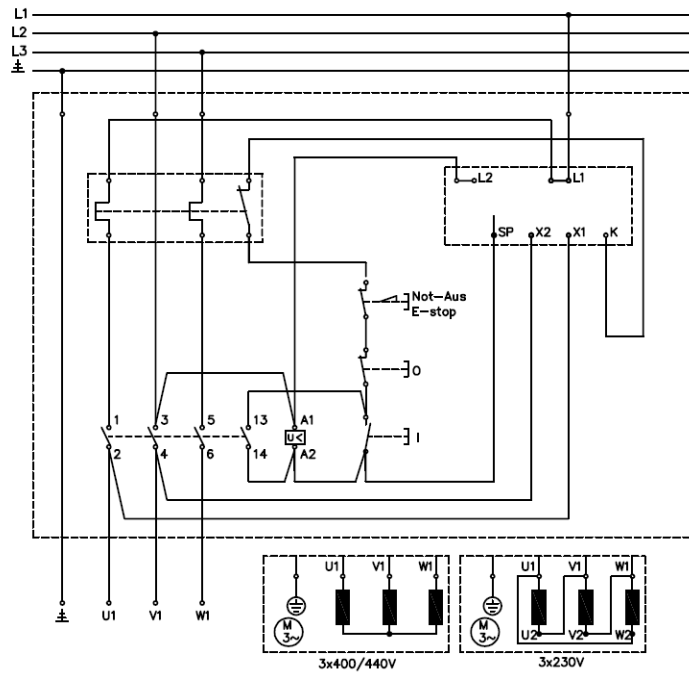 L1
L2
L3
L2 L1
SP X2 X1 K
Not-Aus
E-stop
O
1 3 5 13 A1
U< I
2 4 6 14 A2
U1 V1 W1
U1 V1 W1
M
3~
3x400/440V
U1 V1 W1
M
3~
U2 V2 W2
3x230V